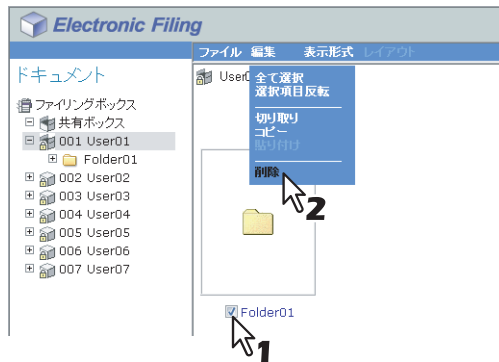 Electronic Filing
ファイル 編集 表示形式 レイアウト
ドキュメント
ファイリングボックス
共有ボックス
001 User01
Folder01
002 User02
003 User03
004 User04
005 User05
006 User06
007 User07
User0
全て選択
選択項目反転
切り取り
コピー
貼り付け
削除
2
Folder01
1